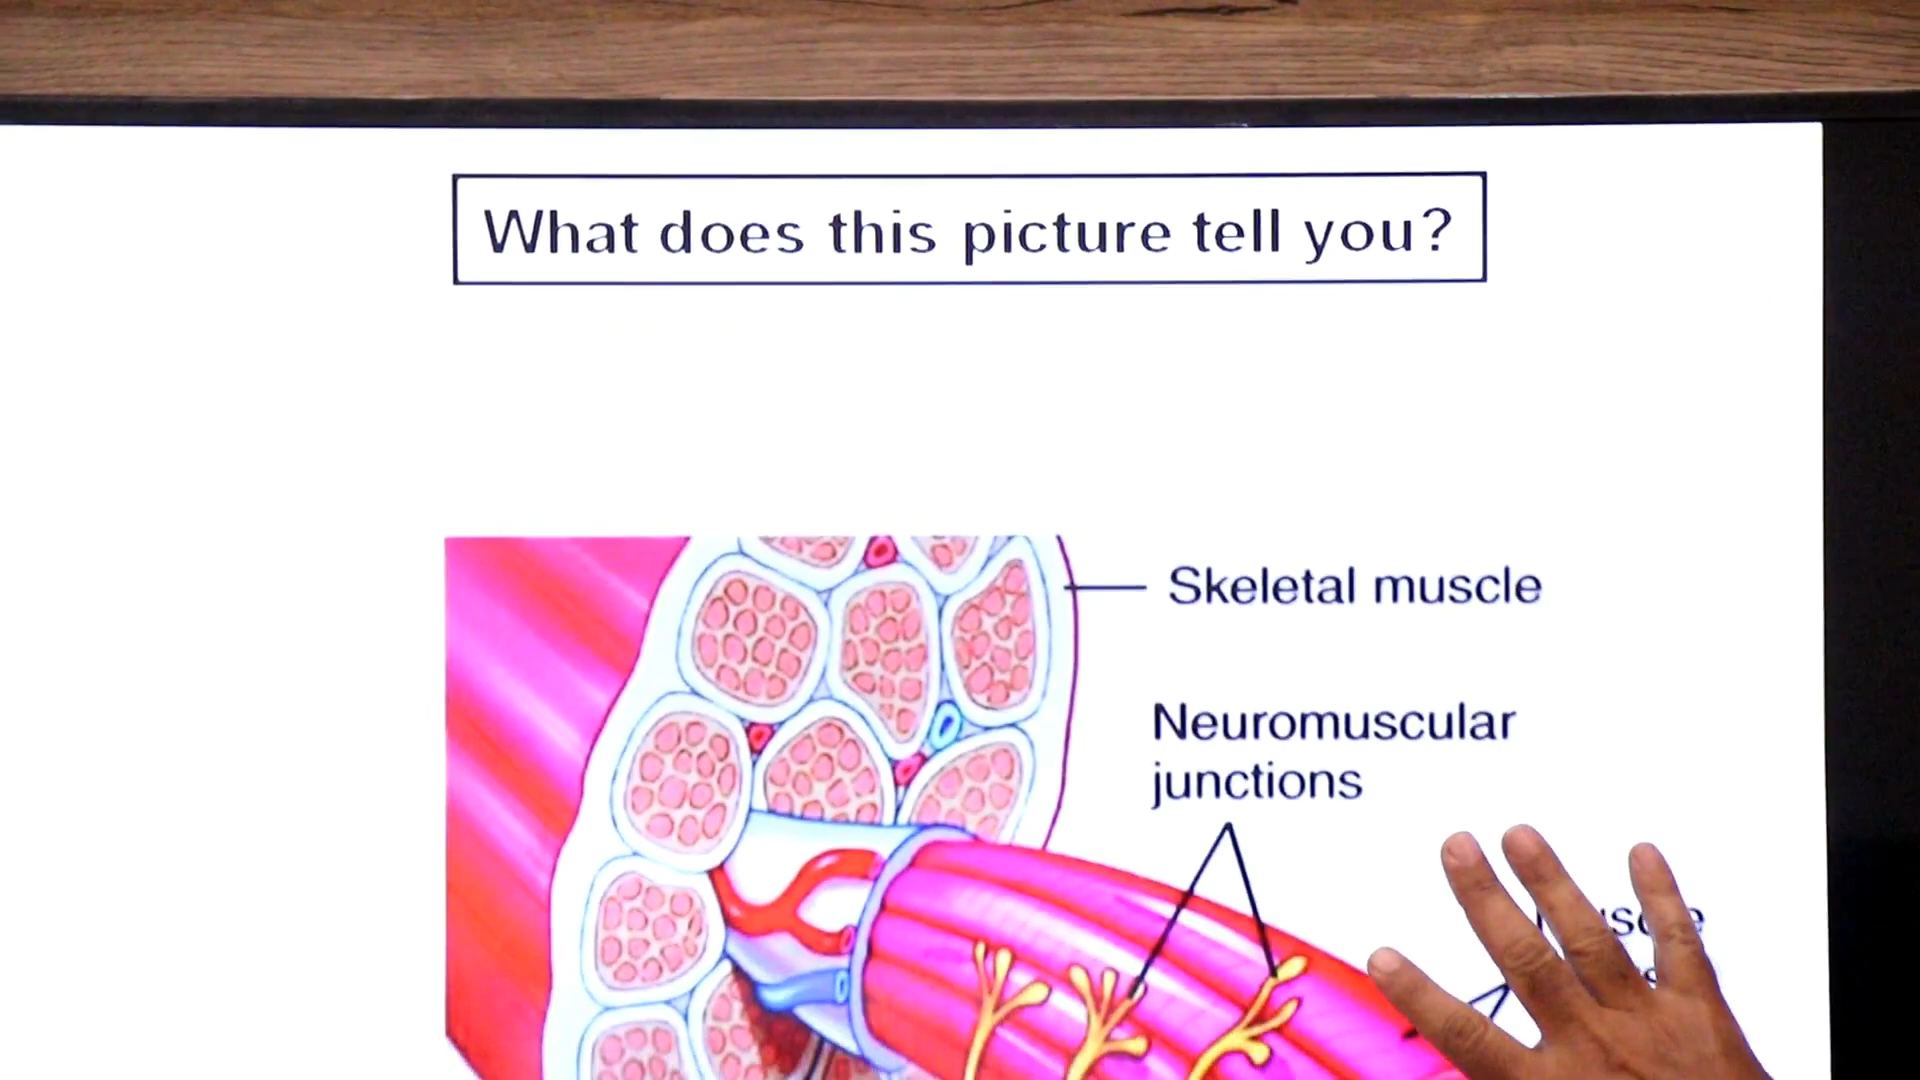 What does this picture tell you?
Skeletal muscle
Neuromuscular
junctions